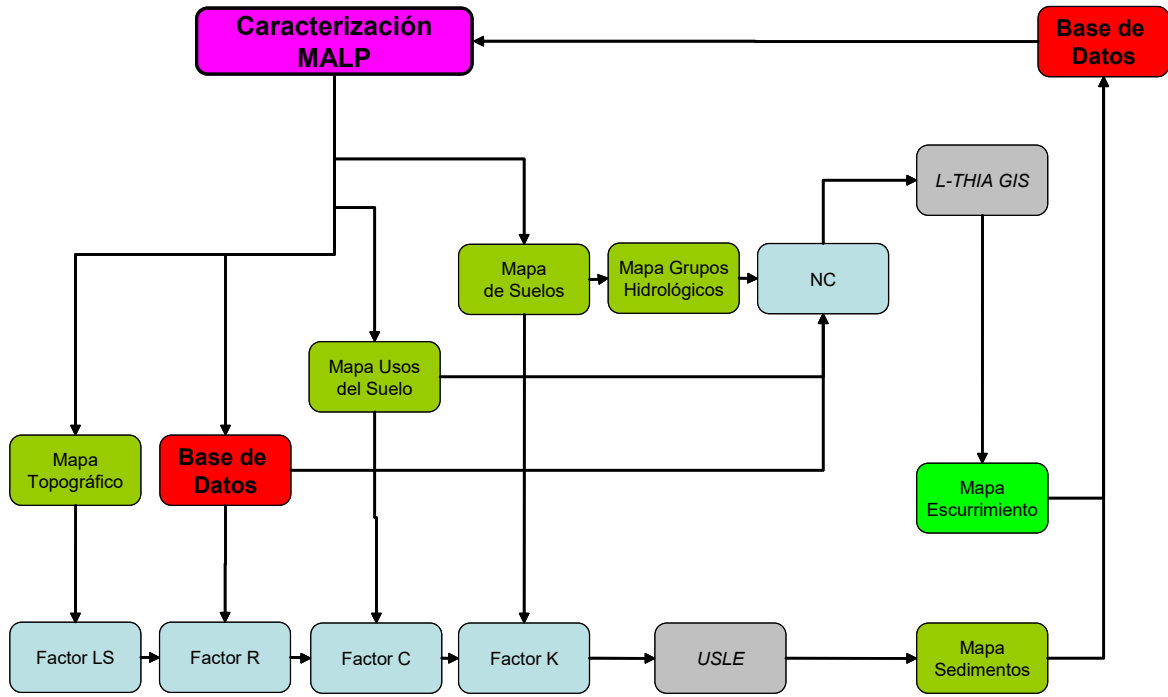 Caracterización
MALP
Base de
Datos
L-THIA GIS
Mapa
de Suelos
Mapa Grupos
Hidrológicos
NC
Mapa Usos
del Suelo
Mapa
Topográfico
Base de
Datos
Mapa
Escurrimiento
Factor LS
Factor R
Factor C
Factor K
USLE
Mapa
Sedimentos